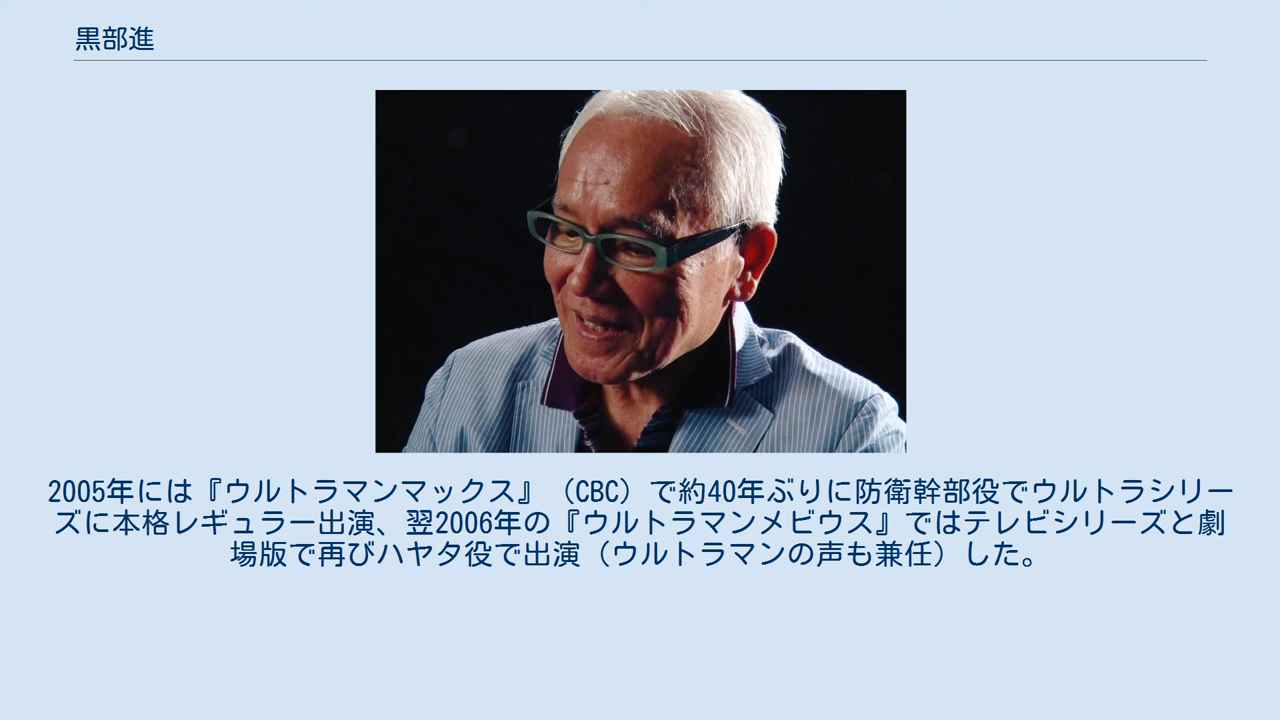 黒部進
2005年には『ウルトラマンマックス』（CBC）で約40年ぶりに防衛幹部役でウルトラシリー
ズに本格レギュラー出演、翌2006年の『ウルトラマンメビウス』ではテレビシリーズと劇
場版で再びハヤタ役で出演（ウルトラマンの声も兼任）した。